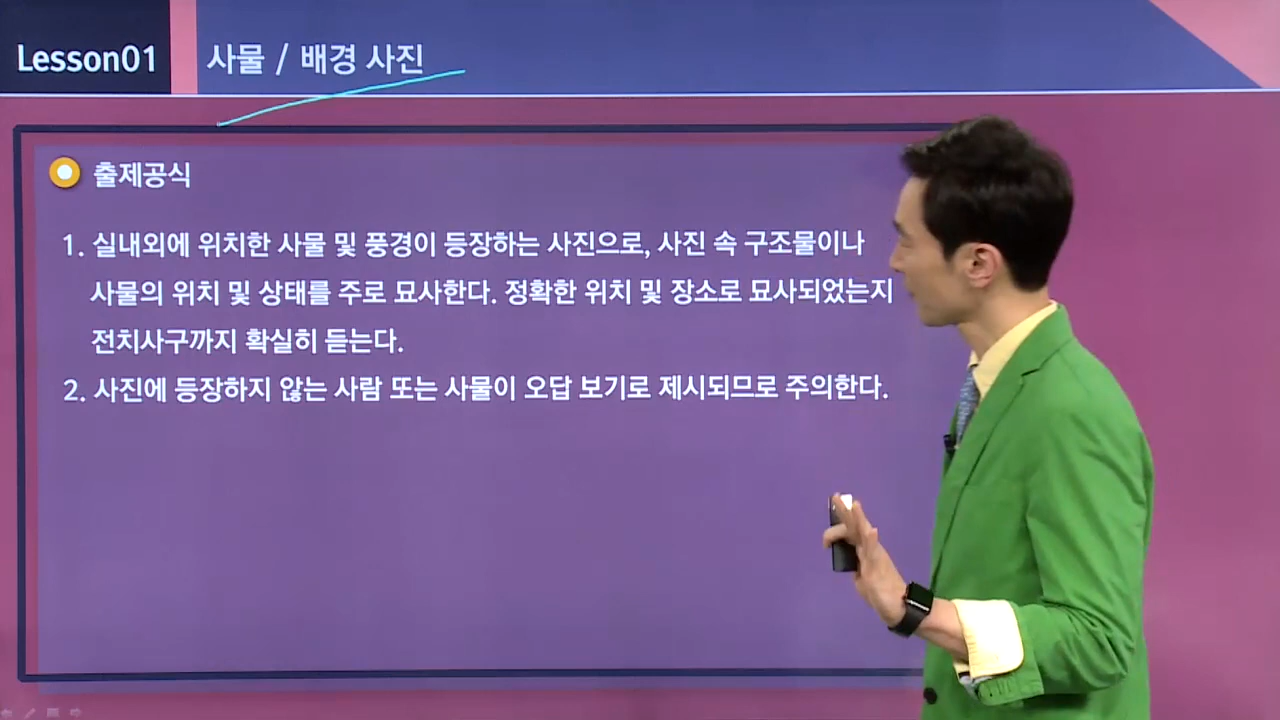 Lesson01
사물 / 배경 사진
출제공식
1. 실내외에 위치한 사물 및 풍경이 등장하는 사진으로, 사진 속 구조물이나
사물의 위치 및 상태를 주로 묘사한다. 정확한 위치 및 장소로 묘사되었는지
전치사구까지 확실히 듣는다.
2. 사진에 등장하지 않는 사람 또는 사물이 오답 보기로 제시되므로 주의한다.